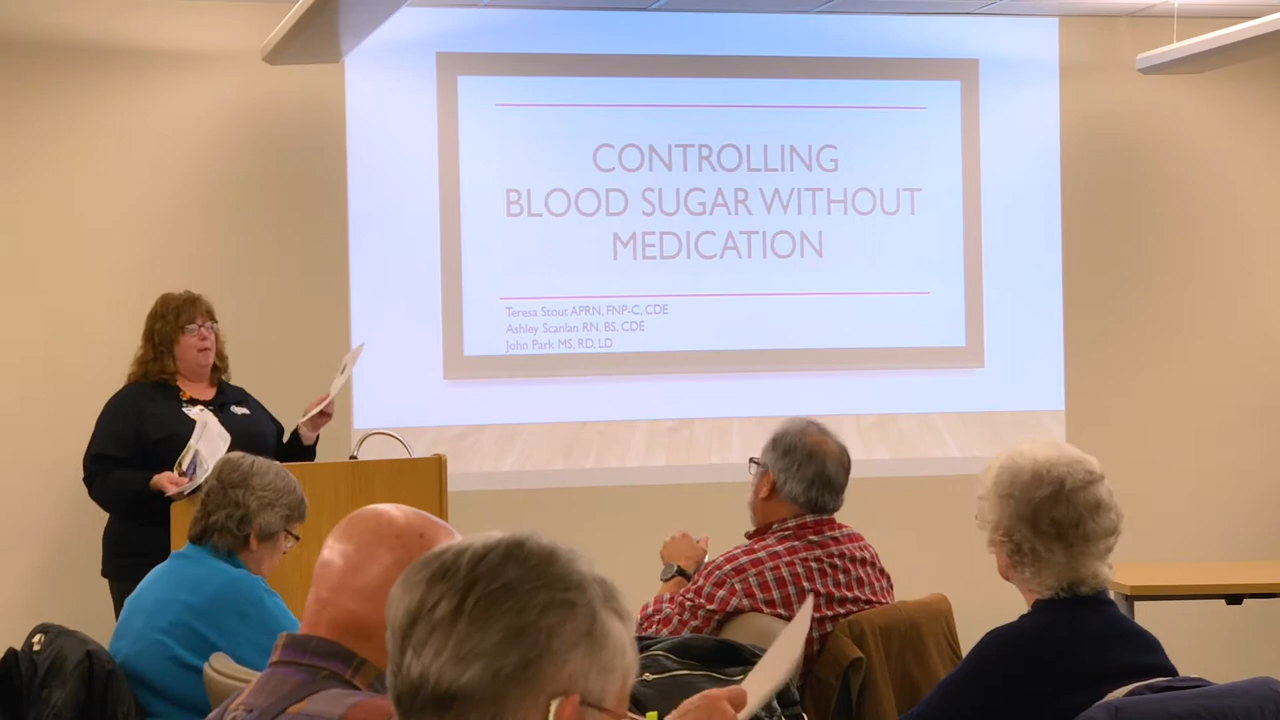 CONTROLLING
BLOOD SUGAR WITHOUT
MEDICATION
Teresa Stout APRN, FNP-C, CDE
Ashley Scanlan RN, BS, CDE
John Park MS, RD, LD